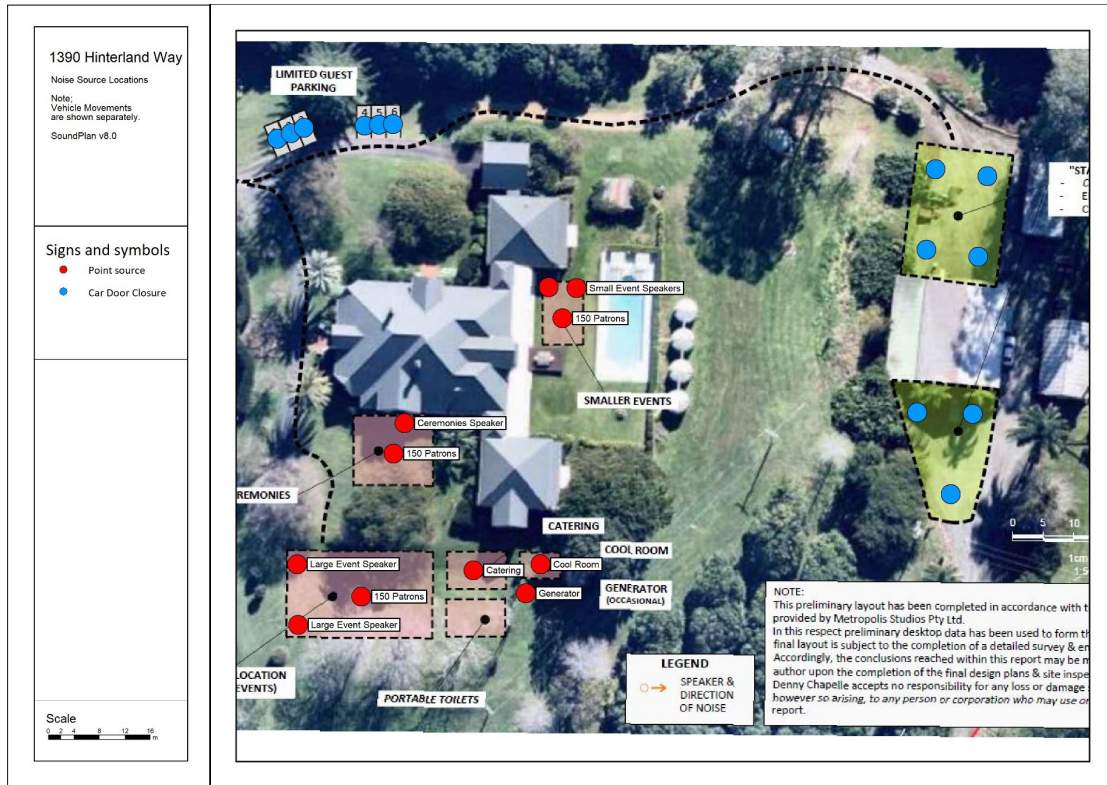 1390 Hinterland Way
Noise Source Locations
Note;
Vehicle Movements
are shown separately.
SoundPlan v8.0
Signs and symbols
Point source
Car Door Closure
Scale
0 2 4 8 12 16
m
LIMITED GUEST
PARKING
4 5 6
"STA
- C
- E
- C
Small Event Speakers
150 Patrons
SMALLER EVENTS
Ceremonies Speaker
150 Patrons
REMONIES
CATERING
COOL ROOM
Large Event Speaker
Catering
Cool Room
150 Patrons
Generator
GENERATOR
(OCCASIONAL)
Large Event Speaker
LOCATION
EVENTS)
PORTABLE TOILETS
0 5 10
1cm
LEGEND
SPEAKER &
DIRECTION
OF NOISE
NOTE:
This preliminary layout has been completed in accordance with t
provided by Metropolis Studios Pty Ltd.
In this respect preliminary desktop data has been used to form th
final layout is subject to the completion of a detailed survey & en
Accordingly, the conclusions reached within this report may be m
author upon the completion of the final design plans & site inspe
Denny Chapelle accepts no responsibility for any loss or damage
however so arising, to any person or corporation who may use or
report.